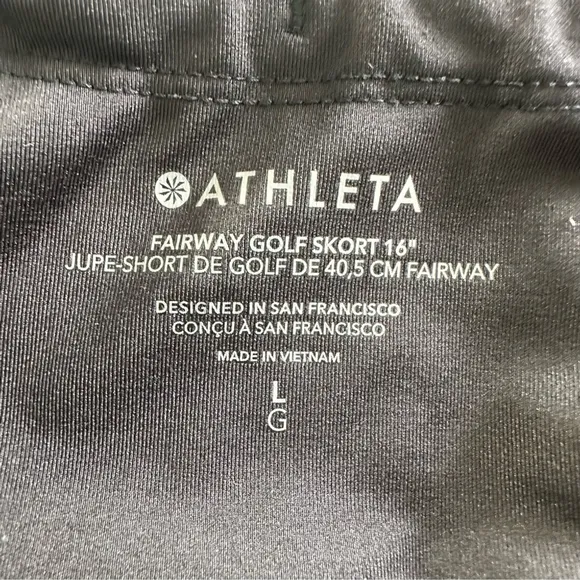 ATHLETA
FAIRWAY GOLF SKORT 16"
JUPE-SHORT DE GOLF DE 40,5 CM FAIRWAY
DESIGNED IN SAN FRANCISCO
CONÇU À SAN FRANCISCO
MADE IN VIETNAM
L
G